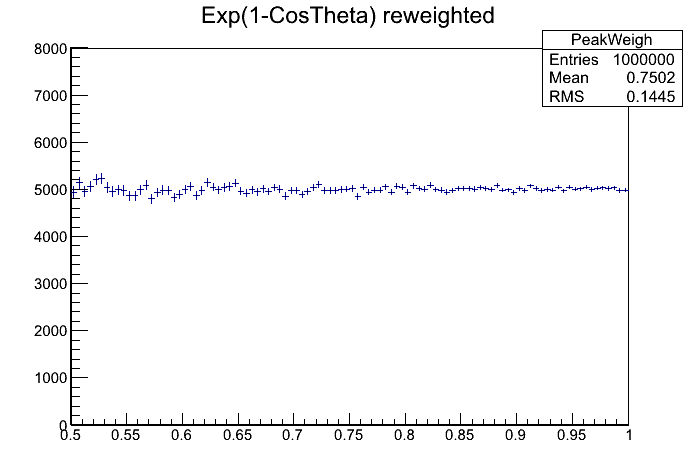 Exp(1-CosTheta) reweighted
PeakWeigh
Entries 1000000
Mean 0.7502
RMS 0.1445
8000
7000
6000
5000
4000
3000
2000
1000
0
0.5 0.55 0.6 0.65 0.7 0.75 0.8 0.85 0.9 0.95 1